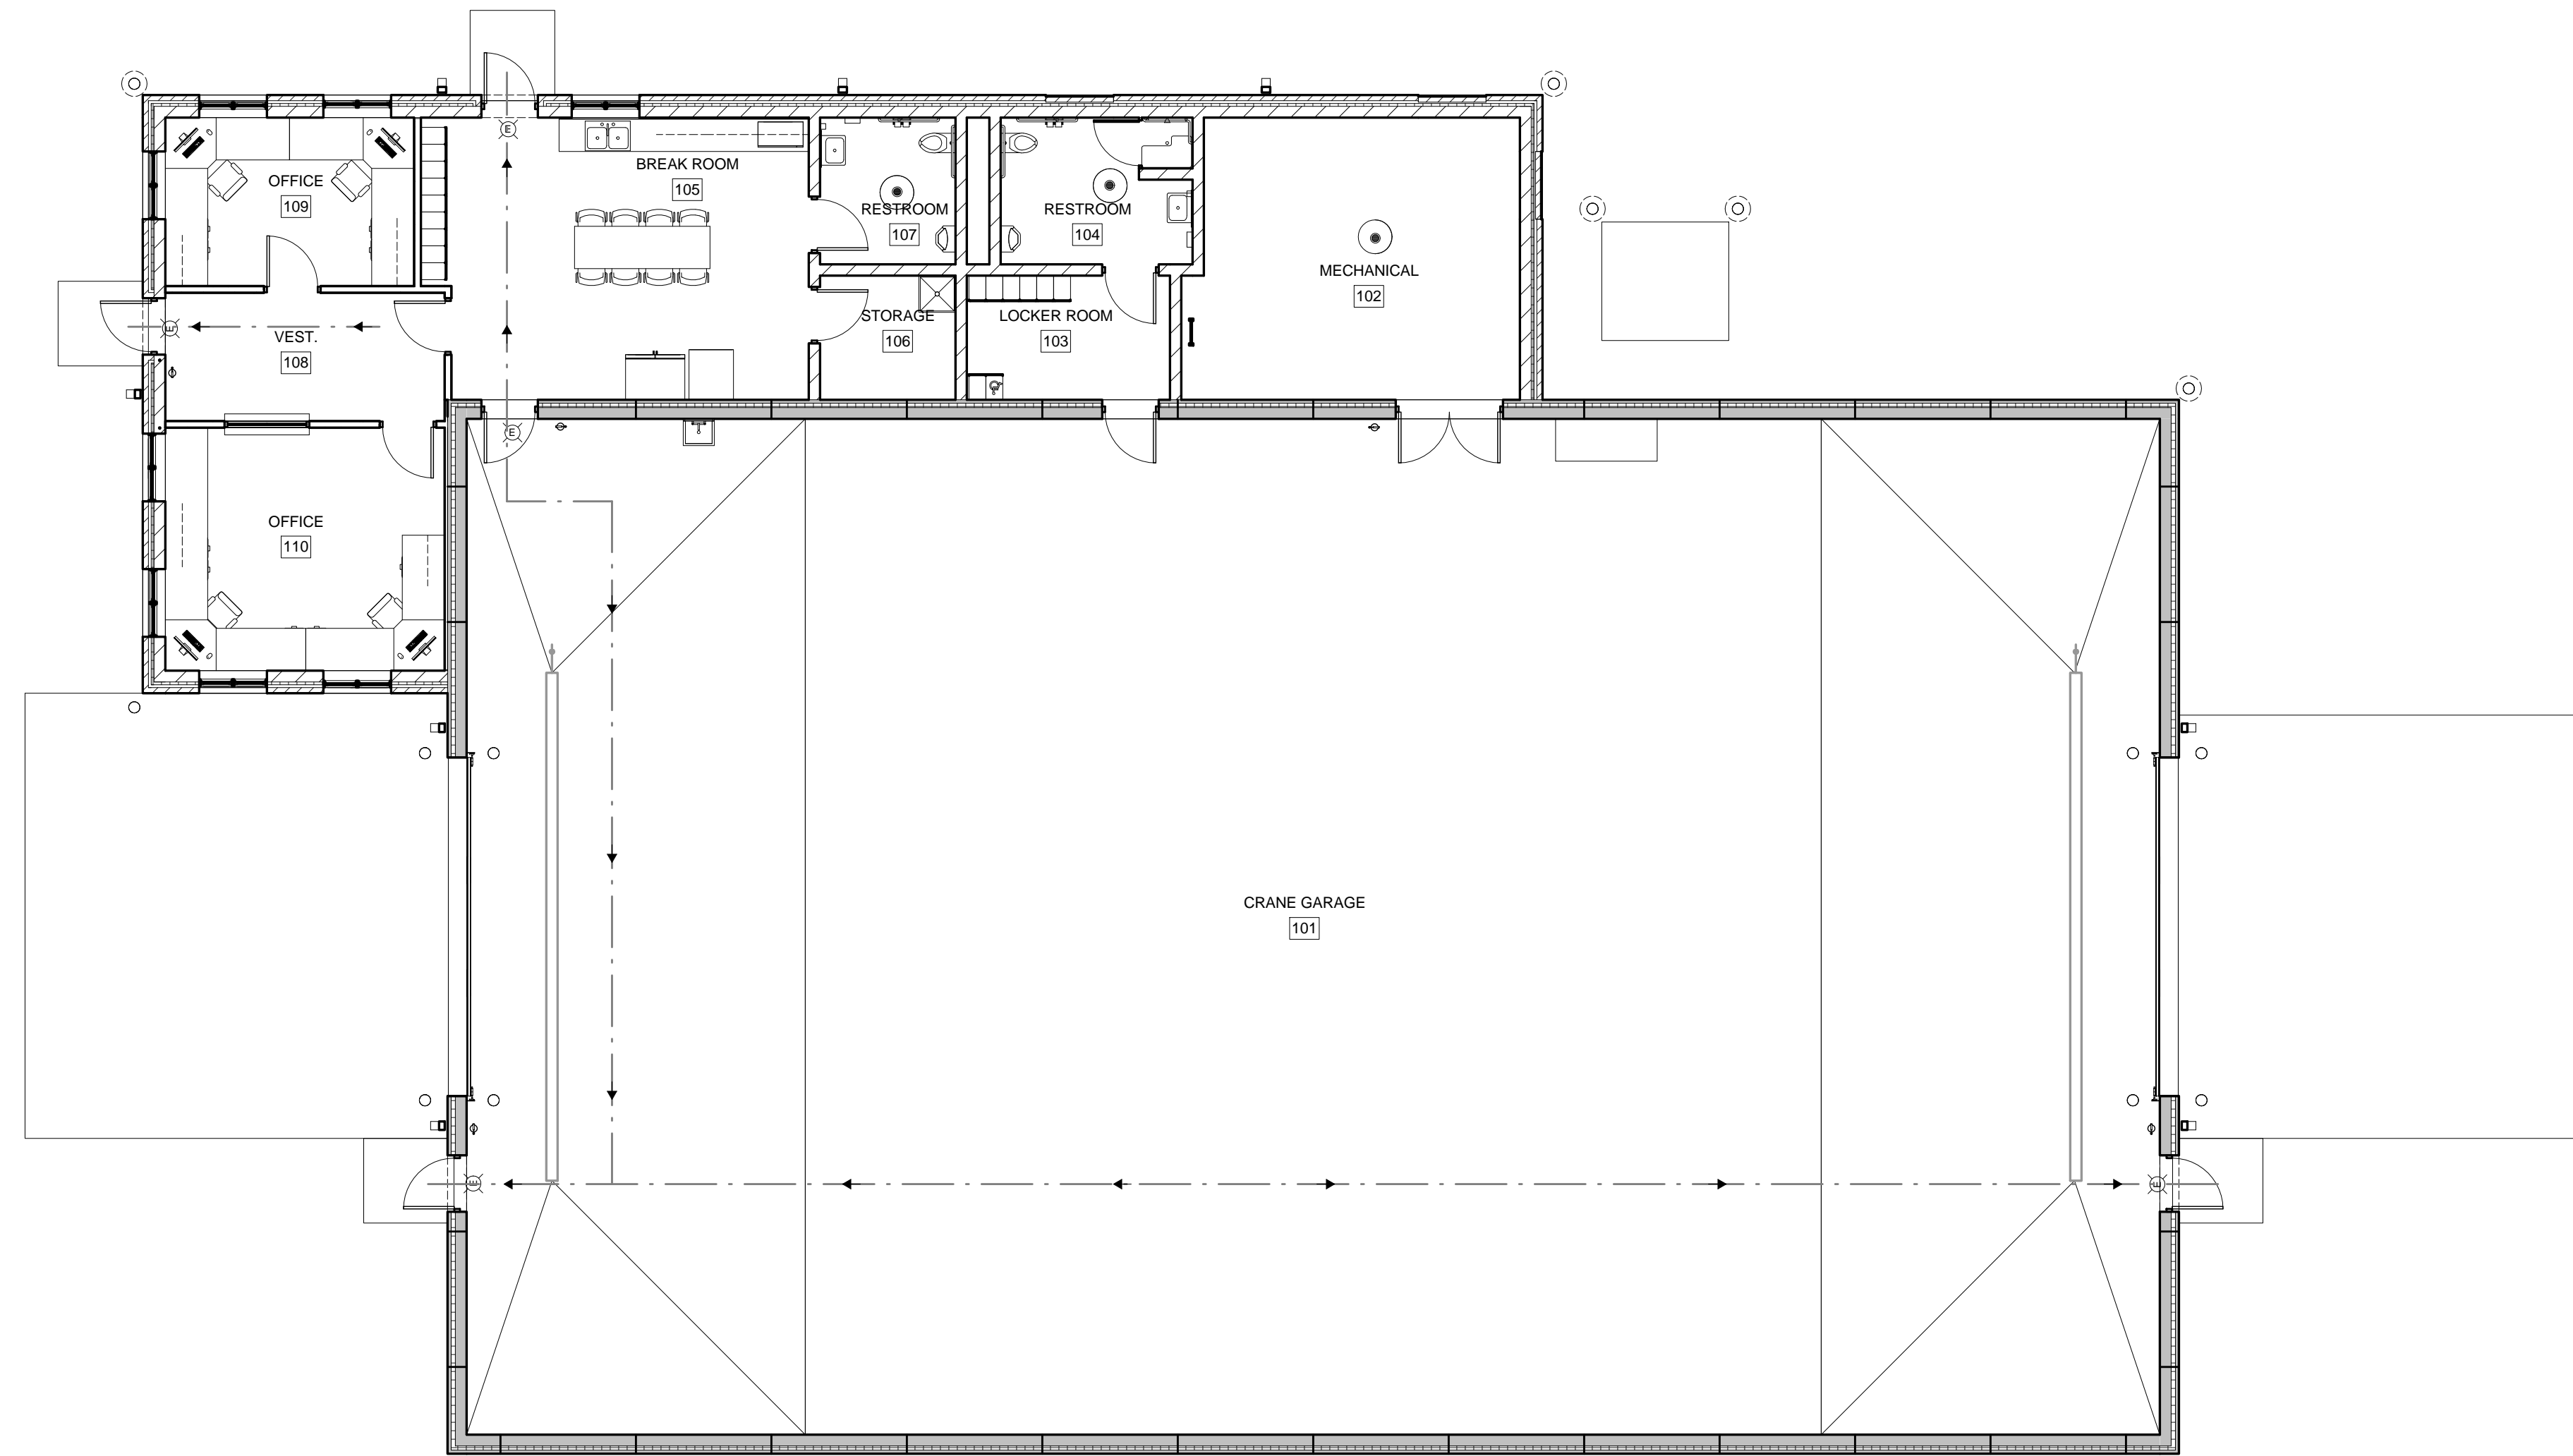 E
BREAK ROOM
105
OFFICE
109
RESTROOM
107
RESTROOM
104
MECHANICAL
102
E
VEST.
108
STORAGE
106
LOCKER ROOM
103
E
OFFICE
110
CRANE GARAGE
101
E
E